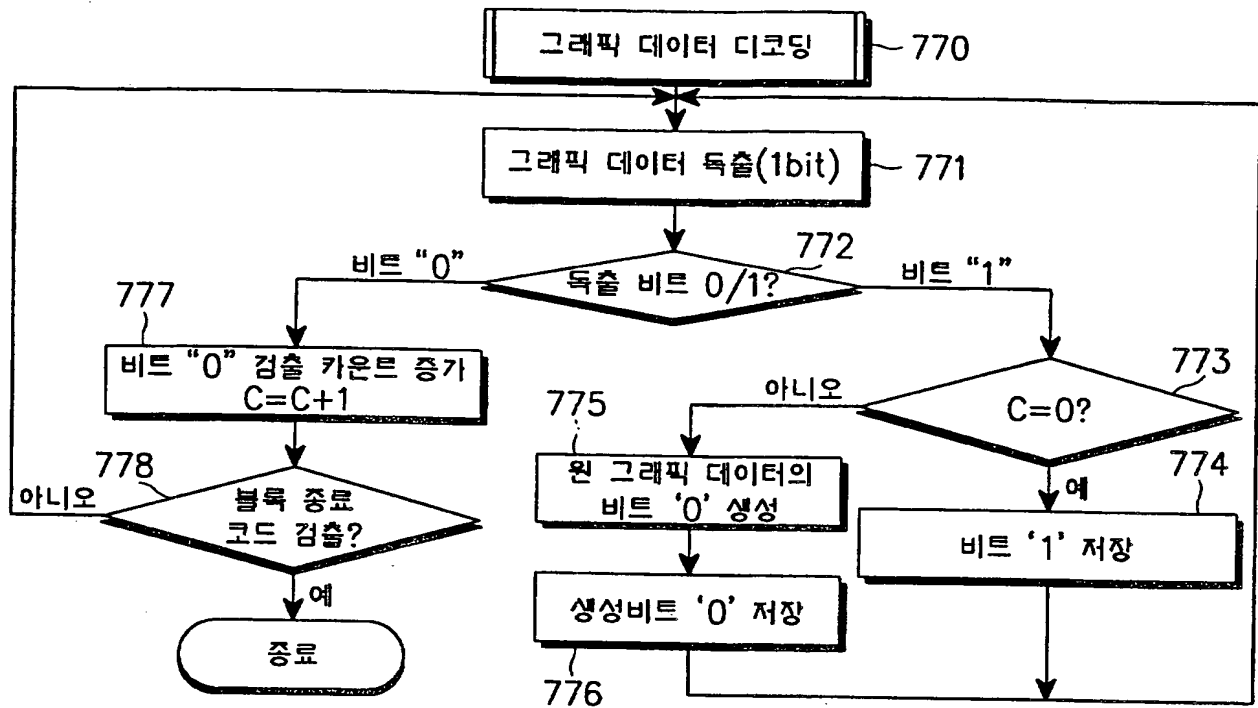 그래픽 데이터 디코딩
770
그래픽 데이터 독출(1bit)
771
772
비트 “0”
독출 비트 0/1?
비트 “1”
777
비트 “0” 검출 카운트 증가
C=C+1
773
아니오
C=0?
775
778
원 그래픽 데이터의
비트 ‘0’ 생성
예
774
아니오
블록 종료
코드 검출?
비트 ‘1’ 저장
예
생성비트 ‘0’ 저장
종료
776